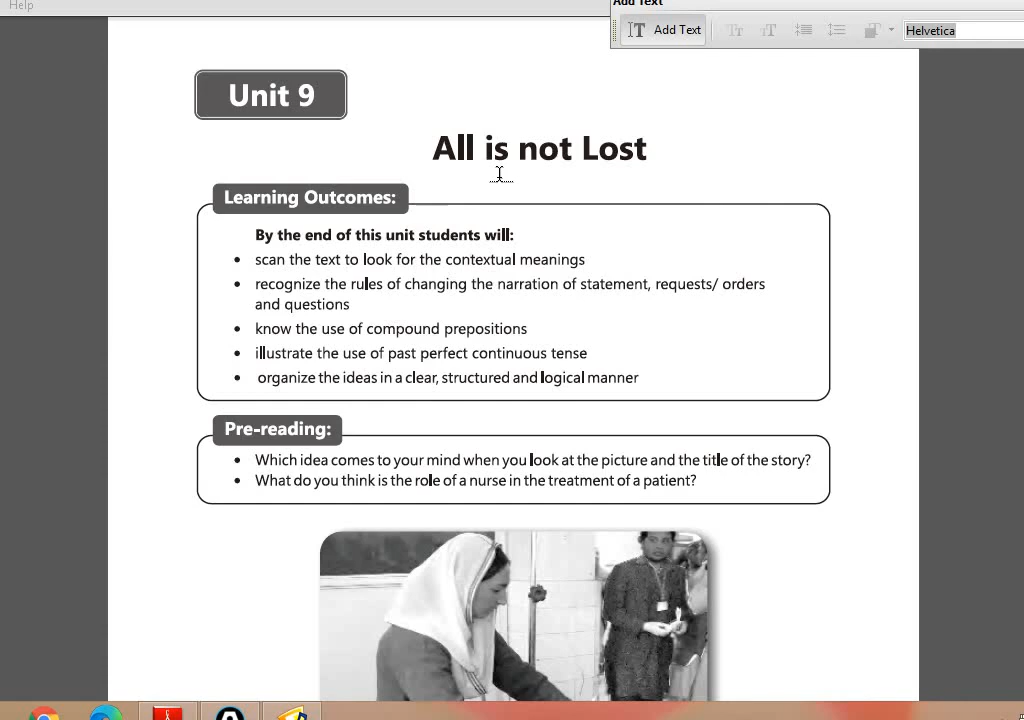 Help
Add Text
Add Text
Helvetica
Unit 9
All is not Lost
Learning Outcomes:
By the end of this unit students will:
• scan the text to look for the contextual meanings
• recognize the rules of changing the narration of statement, requests/ orders
and questions
• know the use of compound prepositions
• illustrate the use of past perfect continuous tense
• organize the ideas in a clear, structured and logical manner
Pre-reading:
• Which idea comes to your mind when you look at the picture and the title of the story?
• What do you think is the role of a nurse in the treatment of a patient?